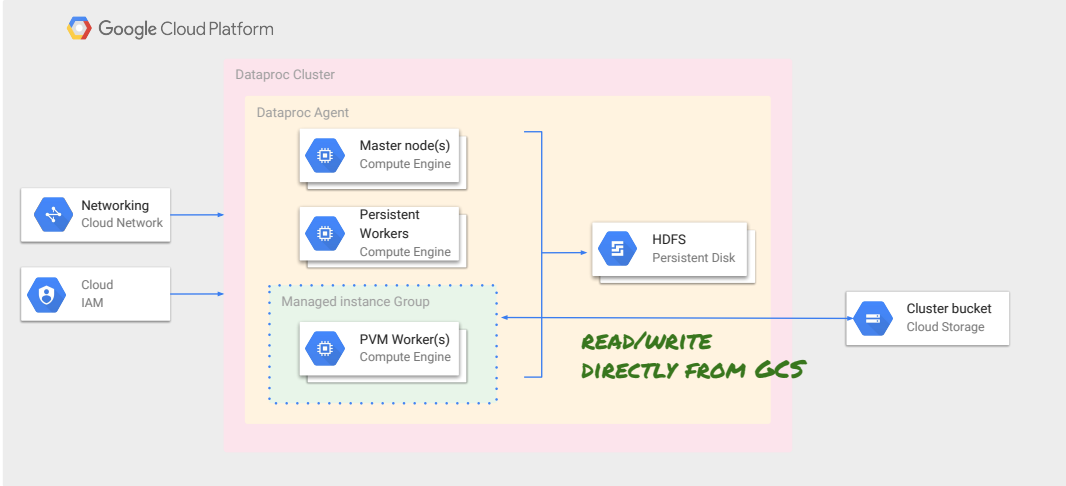 Google Cloud Platform
Dataproc Cluster
Dataproc Agent
Master node(s)
Compute Engine
Networking
Cloud Network
Persistent
Workers
Compute Engine
HDFS
Persistent Disk
Cloud
IAM
Managed instance Group
PVM Worker(s)
Compute Engine
Cluster bucket
Cloud Storage
READ/WRITE
DIRECTLY FROM GCS